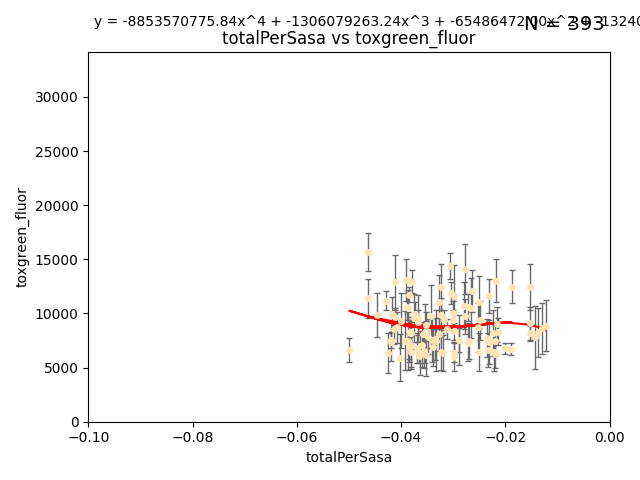 y = -8853570775.84x^4 + -1306079263.24x^3 + -65486472
N = 393
totalPerSasa vs toxgreen_fluor
30000
25000
20000
15000
10000
5000
0
toxgreen_fluor
−0.10 −0.08 −0.06 −0.04 −0.02 0.00
totalPerSasa